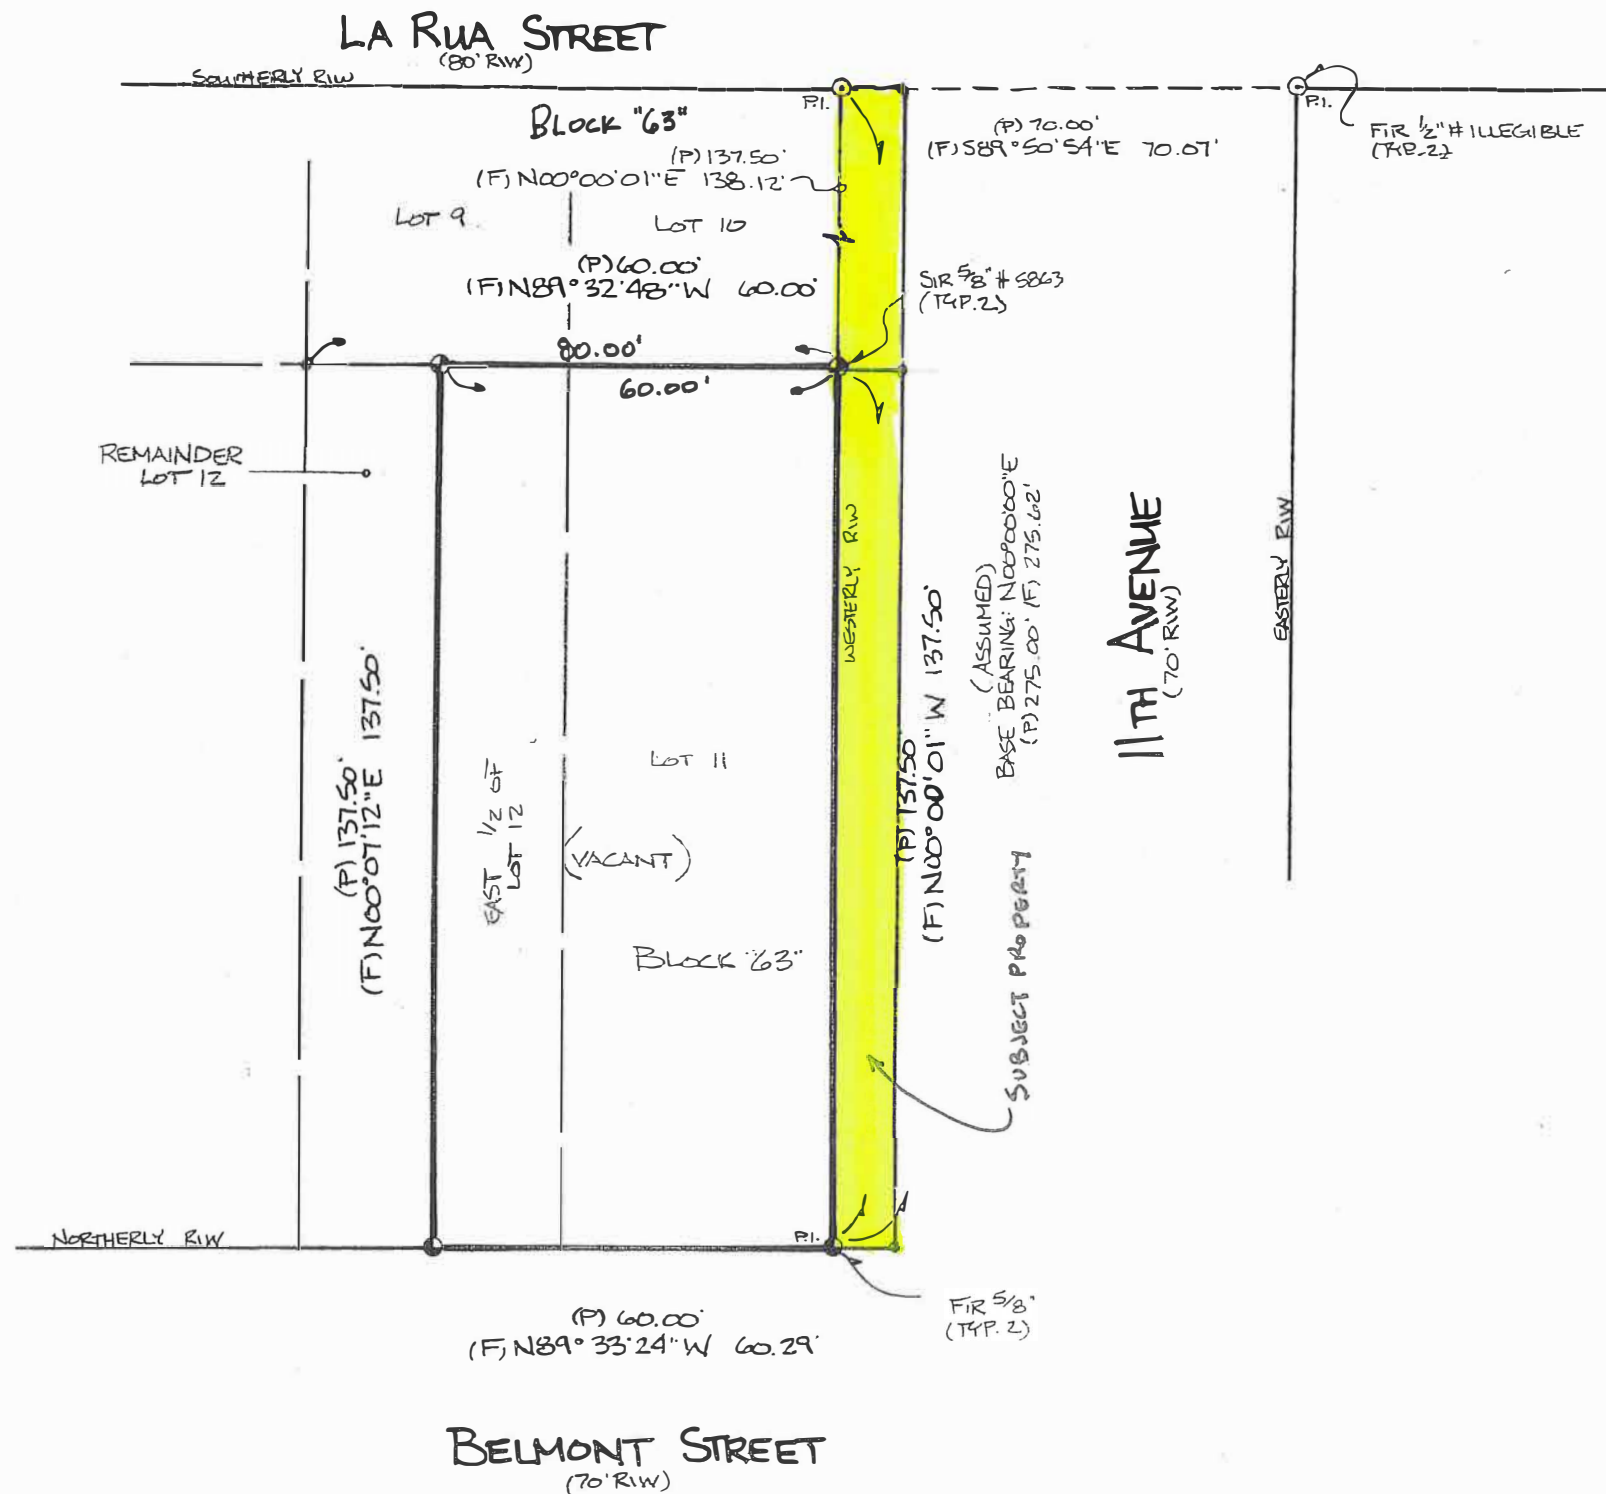 LA RUA STREET
(80' R/W)
SOUTHERLY R/W
BLOCK "63"
P.I.
P.I.
(P) 70.00'
(F) S89°50'54"E 70.07'
FIR 1/2" # ILLEGIBLE
(TYP. 2)
(P) 137.50'
(F) N00°00'01"E 138.12'
LOT 9
LOT 10
(P) 60.00'
(F) N89°32'48"W 60.00'
SIR 5/8" # 5863
(TYP. 2)
80.00'
60.00'
REMAINDER
LOT 12
WESTERLY R/W
(ASSUMED)
BASE BEARING: N00°00'00"E
(P) 275.00' (F) 275.62'
11TH AVENUE
(70' R/W)
EASTERLY R/W
(P) 137.50'
(F) N00°07'12"E 137.50'
EAST 1/2 OF
LOT 12
LOT 11
(VACANT)
BLOCK "63"
(P) 137.50
(F) N00°00'01" W 137.50'
SUBJECT PROPERTY
NORTHERLY R/W
P.I.
FIR 5/8"
(TYP. 2)
(P) 60.00'
(F) N89°33'24"W 60.29'
BELMONT STREET
(70' R/W)